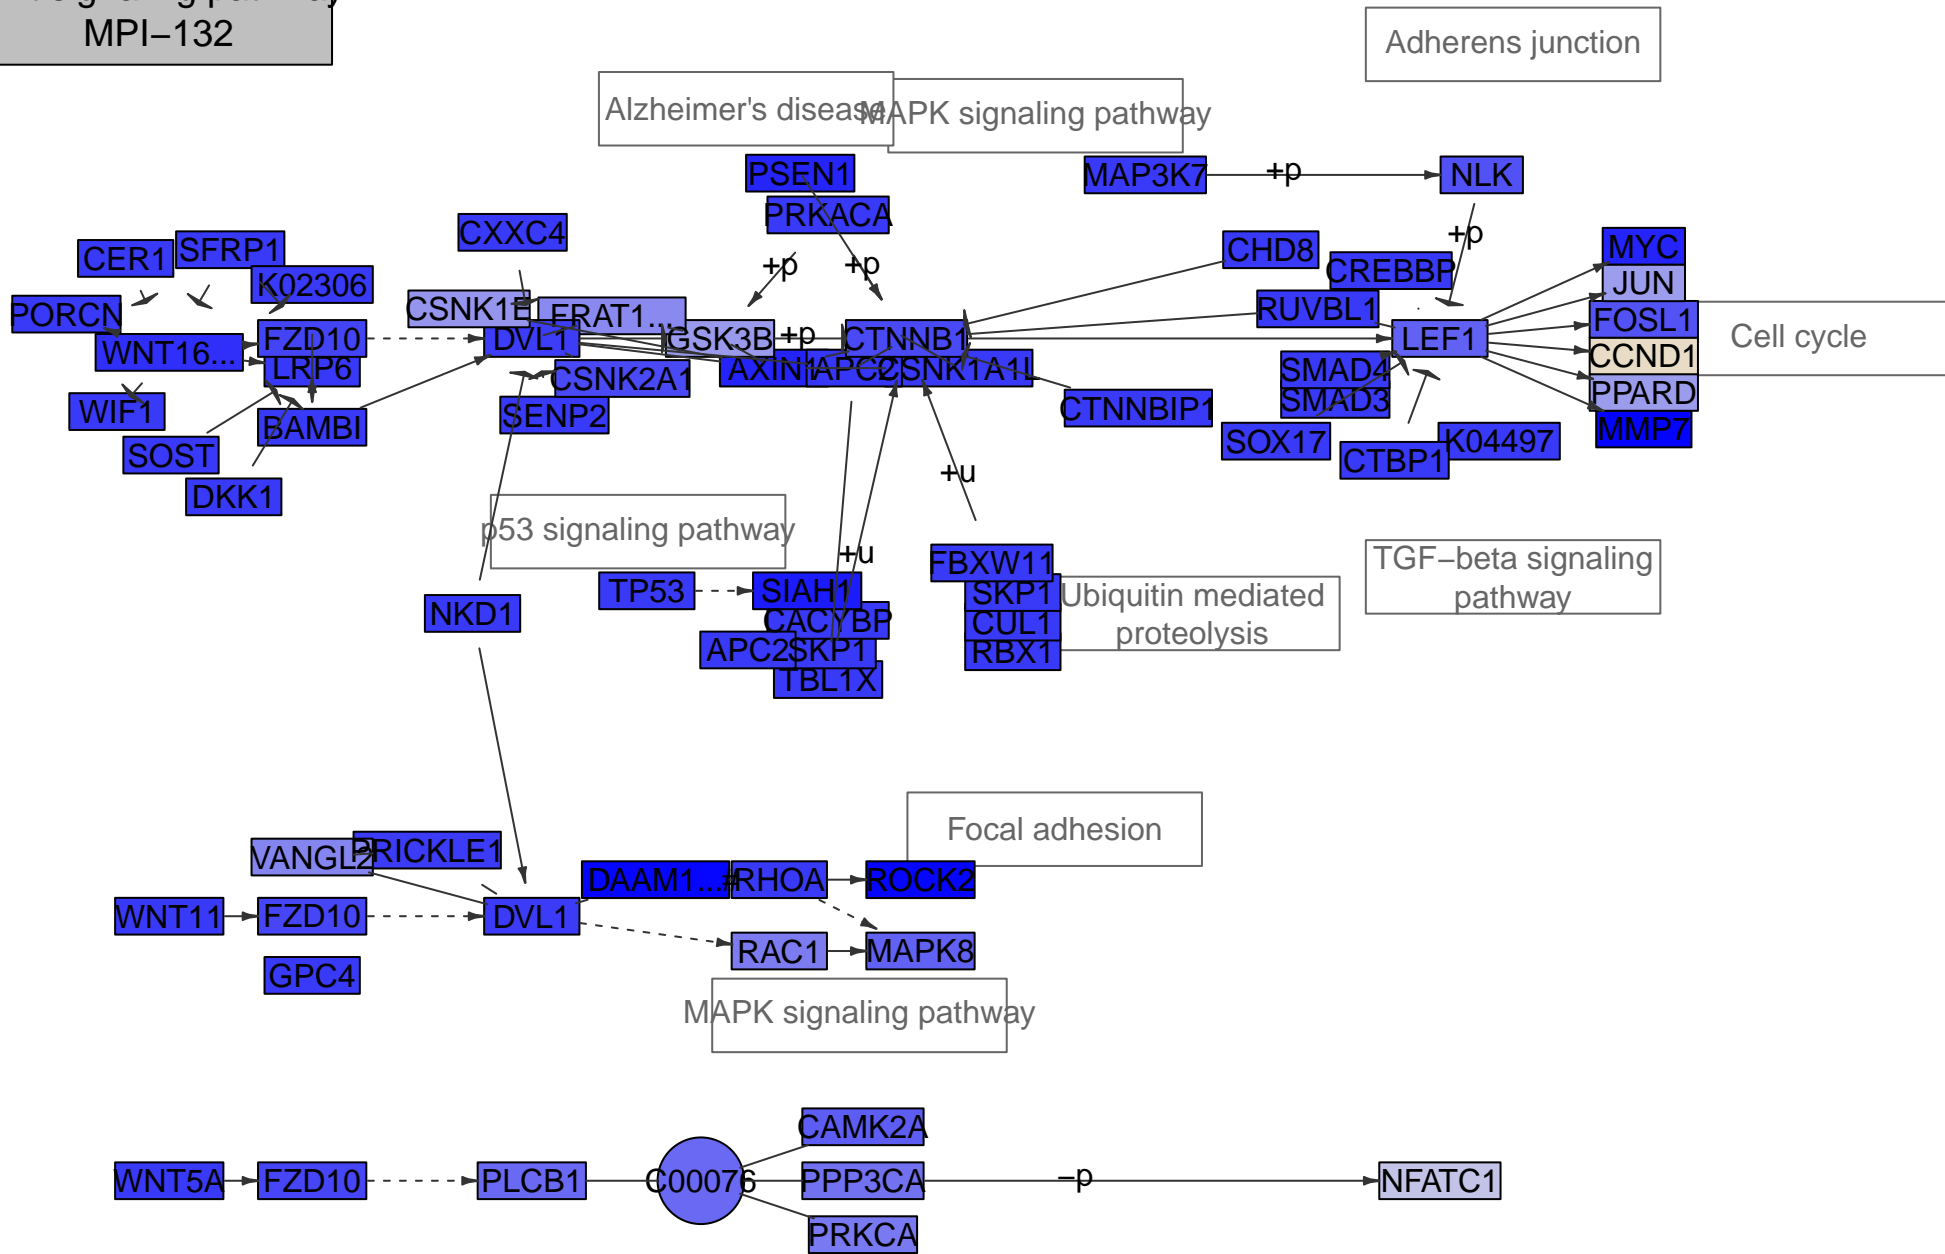 signaling pathway
MPI−132
Adherens junction
Alzheimer's disease
MAPK signaling pathway
PSEN1
MAP3K7
+p
NLK
PRKACA
CXXC4
CER1
SFRP1
+p
+p
+p
CHD8
CREBBP
MYC
K02306
JUN
PORCN
CSNK1E
FRAT1...
RUVBL1
FOSL1
WNT16...
FZD10
DVL1
GSK3B
+p
CTNNB1
LEF1
Cell cycle
CCND1
LRP6
AXIN1
APC2
CSNK1A1L
SMAD4
CSNK2A1
PPARD
WIF1
SENP2
CTNNBIP1
SMAD3
BAMBI
MMP7
SOST
SOX17
CTBP1
K04497
DKK1
+u
p53 signaling pathway
+u
FBXW11
TGF−beta signaling
pathway
TP53
SIAH1
SKP1
Ubiquitin mediated
proteolysis
NKD1
CACYBP
CUL1
APC2
SKP1
RBX1
TBL1X
Focal adhesion
VANGL2
PRICKLE1
DAAM1...
RHOA
ROCK2
WNT11
FZD10
DVL1
RAC1
MAPK8
GPC4
MAPK signaling pathway
CAMK2A
WNT5A
FZD10
PLCB1
C00076
PPP3CA
−p
NFATC1
PRKCA